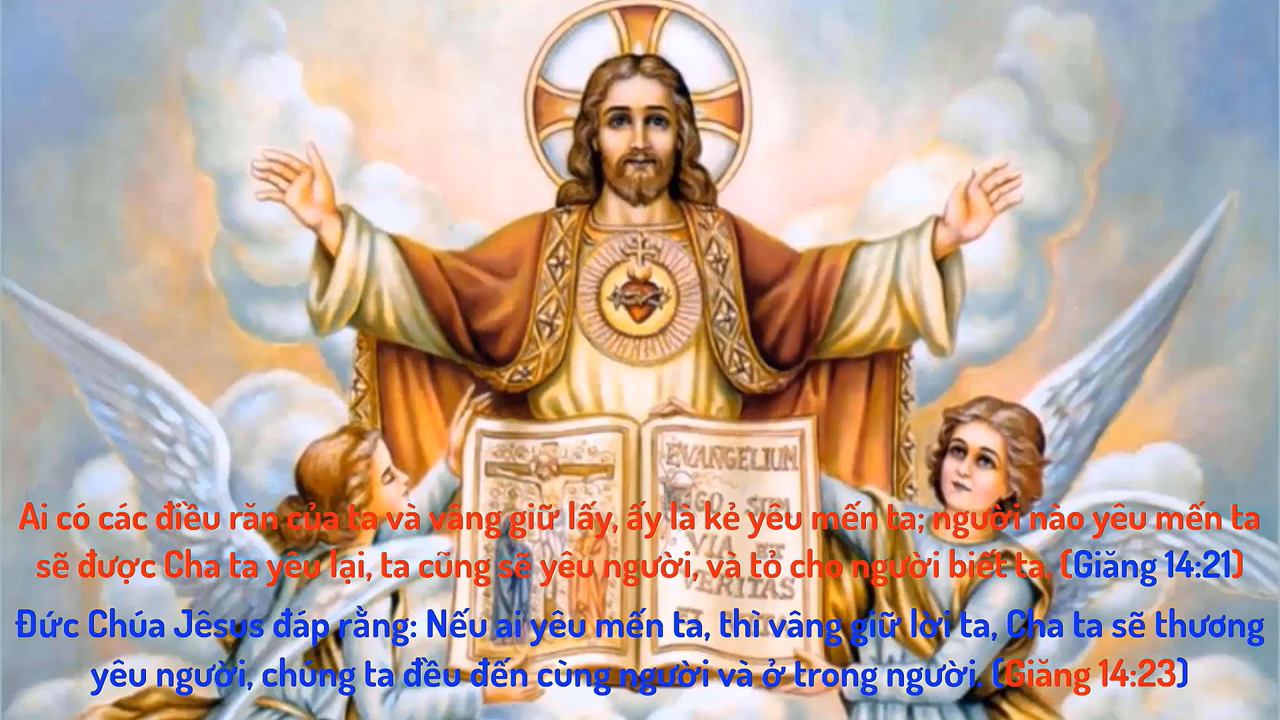 EVANGELIUM
EGO SUM
VIA ET
VERITAS
Ai có các điều răn của ta và vâng giữ lấy, ấy là kẻ yêu mến ta; người nào yêu mến ta
sẽ được Cha ta yêu lại, ta cũng sẽ yêu người, và tỏ cho người biết ta. (Giăng 14:21)
Đức Chúa Jêsus đáp rằng: Nếu ai yêu mến ta, thì vâng giữ lời ta, Cha ta sẽ thương
yêu người, chúng ta đều đến cùng người và ở trong người. (Giăng 14:23)